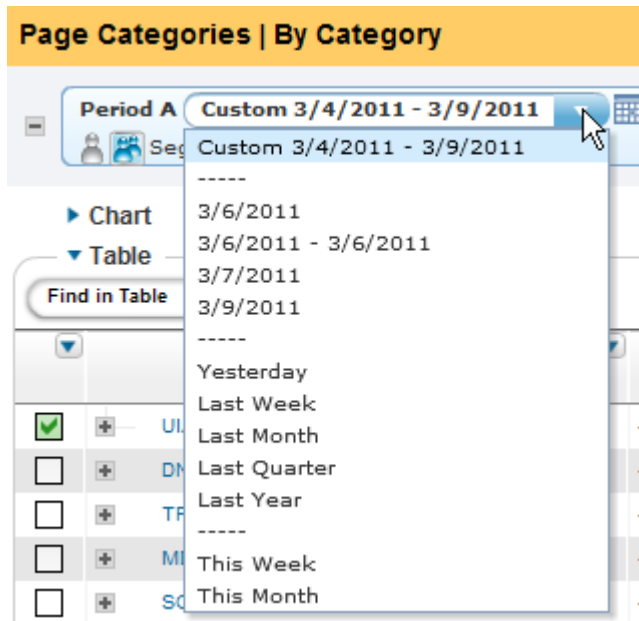 Page Categories | By Category
Period A Custom 3/4/2011 - 3/9/2011
Custom 3/4/2011 - 3/9/2011
-----
3/6/2011
Chart
3/6/2011 - 3/6/2011
Table
3/7/2011
Find in Table
3/9/2011
-----
Yesterday
Last Week
Last Month
Last Quarter
Last Year
-----
This Week
This Month